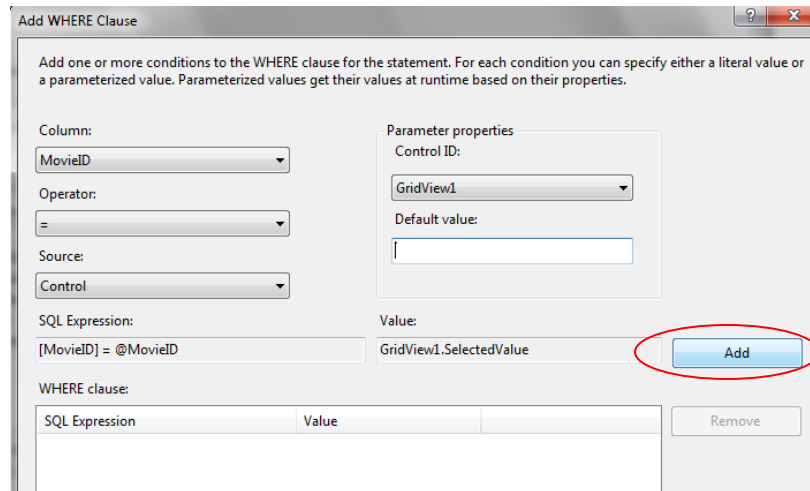 Add WHERE Clause
?
Add one or more conditions to the WHERE clause for the statement. For each condition you can specify either a literal value or
a parameterized value. Parameterized values get their values at runtime based on their properties.
Column:
MovieID
Operator:
=
Source:
Control
Parameter properties
Control ID:
GridView1
Default value:
SQL Expression:
[MovieID] = @MovieID
Value:
GridView1.SelectedValue
Add
WHERE clause:
SQL Expression Value
Remove